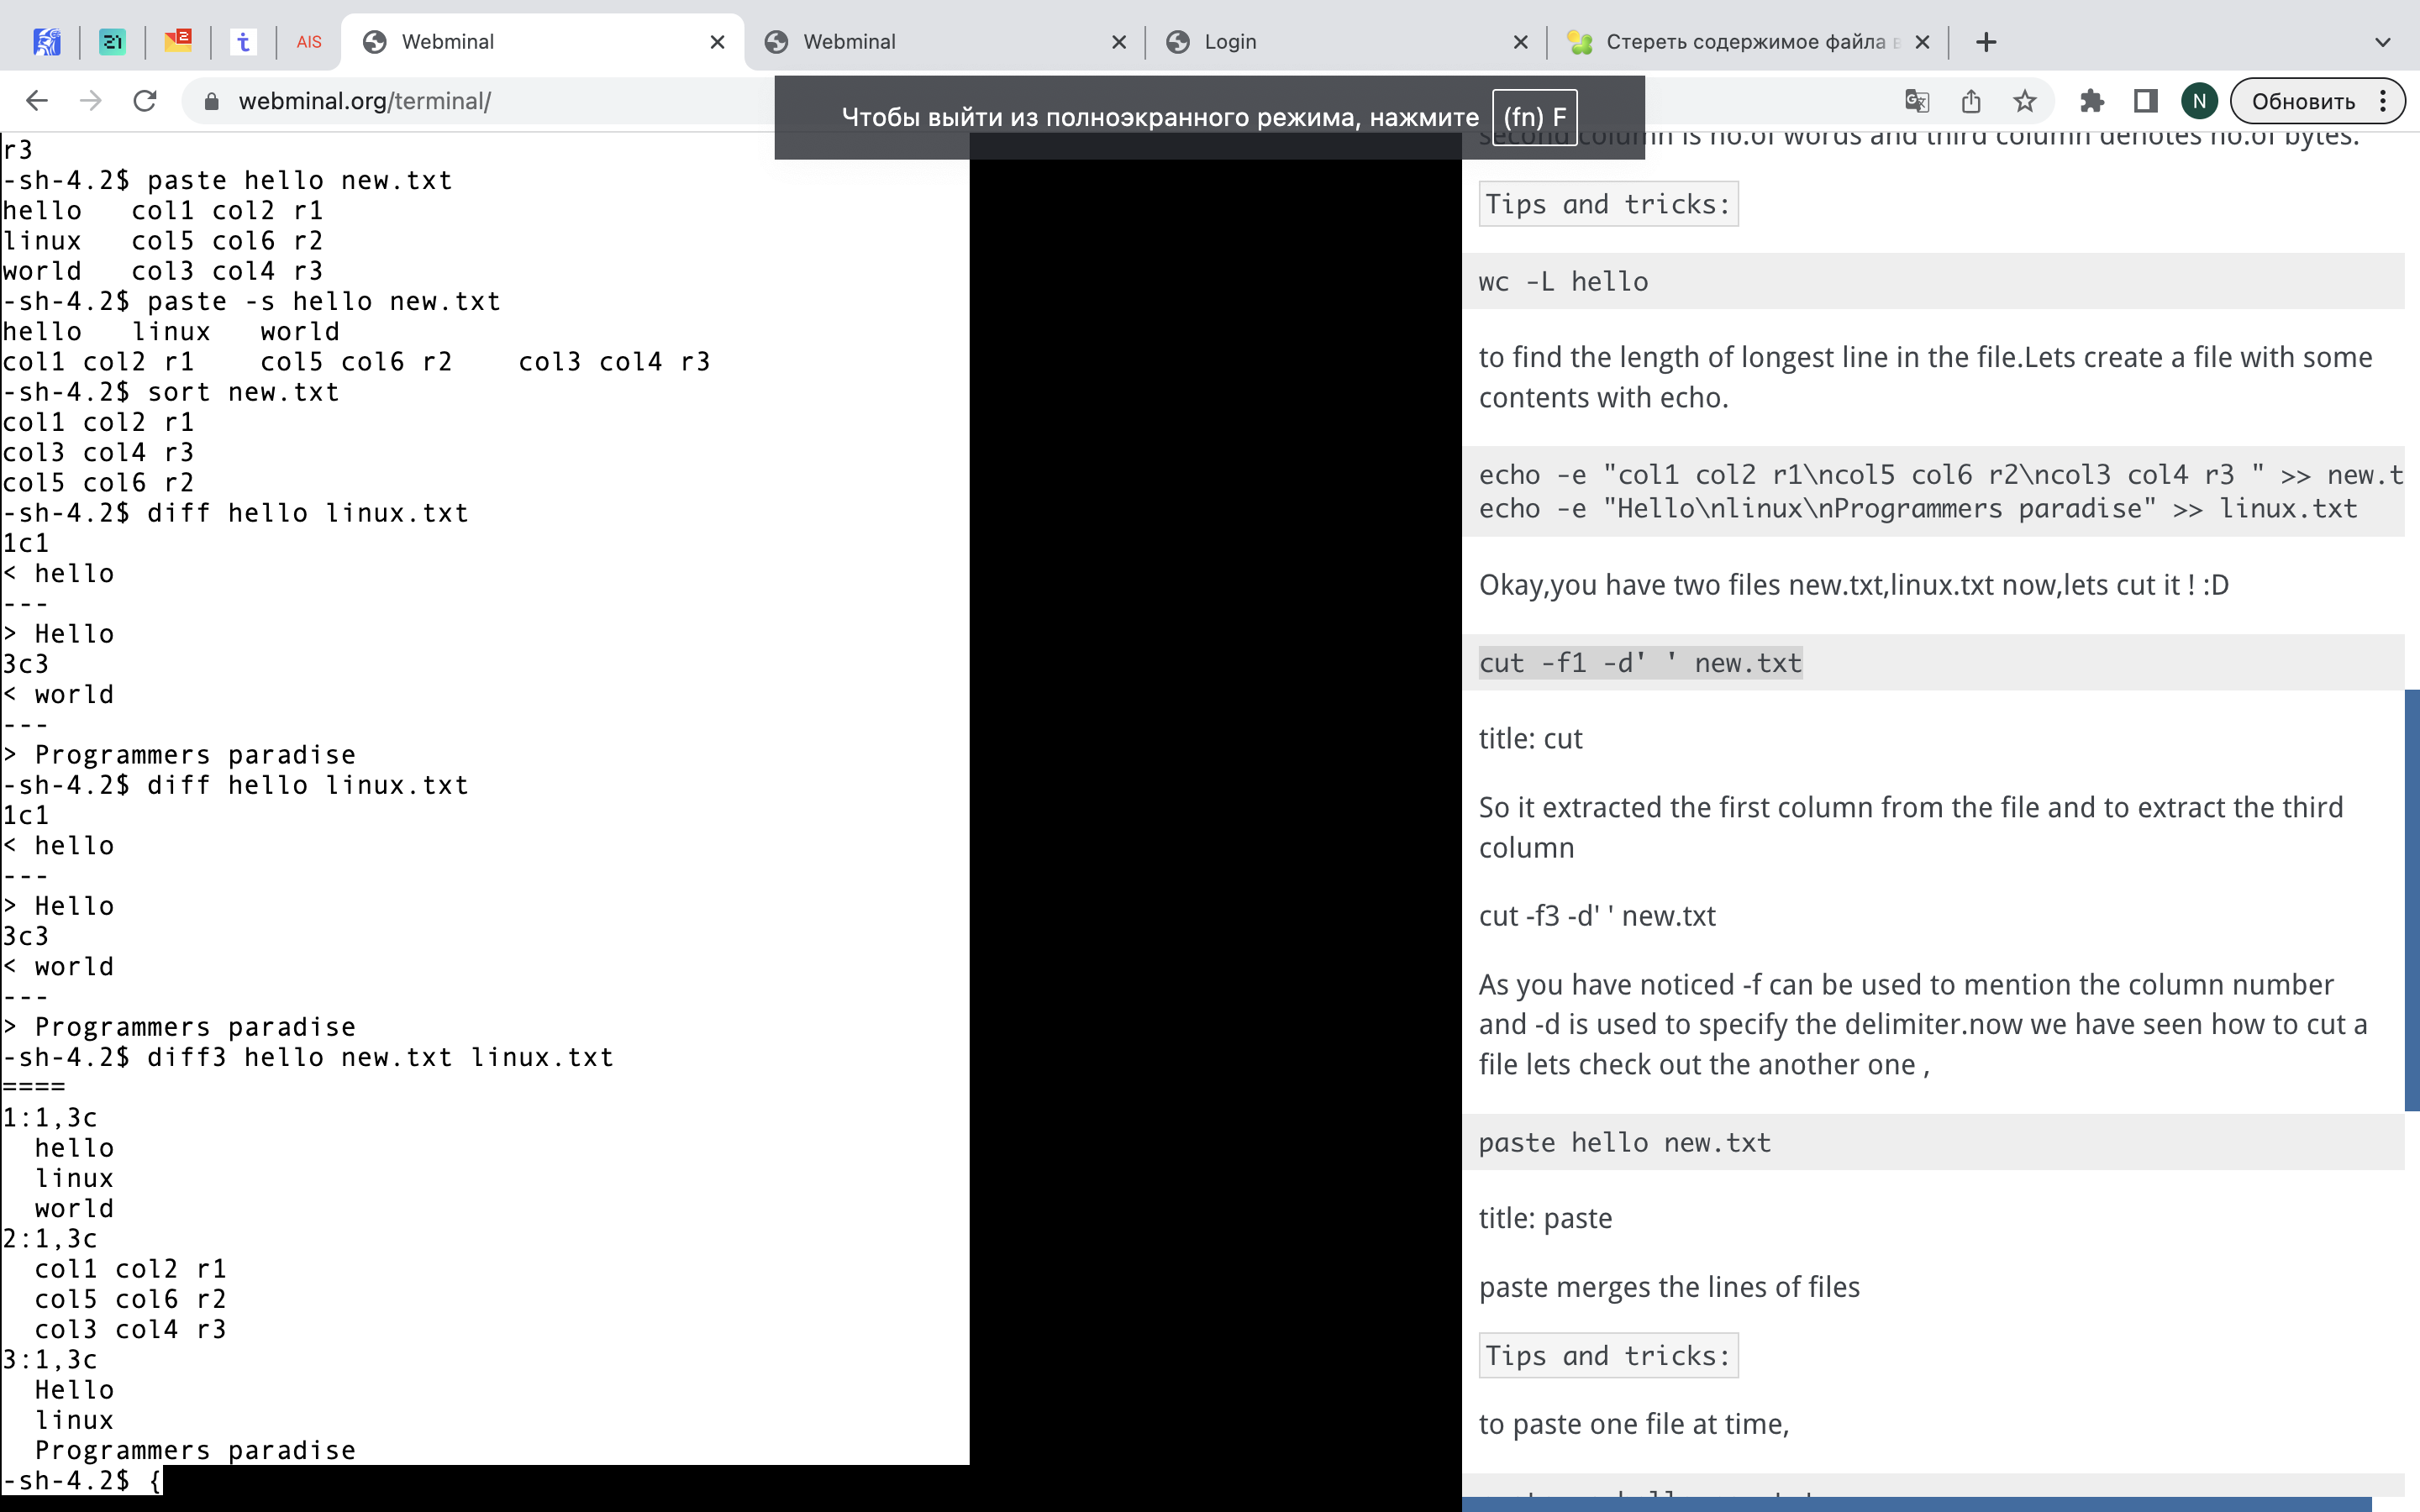 AIS
Webminal
Webminal
Login
Стереть содержимое файла в
webminal.org/terminal/
N
Обновить
Чтобы выйти из полноэкранного режима, нажмите (fn) F
r3
-sh-4.2$ paste hello new.txt
hello   col1 col2 r1
linux   col5 col6 r2
world   col3 col4 r3
-sh-4.2$ paste -s hello new.txt
hello   linux   world
col1 col2 r1    col5 col6 r2    col3 col4 r3
-sh-4.2$ sort new.txt
col1 col2 r1
col3 col4 r3
col5 col6 r2
-sh-4.2$ diff hello linux.txt
1c1
< hello
---
> Hello
3c3
< world
---
> Programmers paradise
-sh-4.2$ diff hello linux.txt
1c1
< hello
---
> Hello
3c3
< world
---
> Programmers paradise
-sh-4.2$ diff3 hello new.txt linux.txt
====
1:1,3c
  hello
  linux
  world
2:1,3c
  col1 col2 r1
  col5 col6 r2
  col3 col4 r3
3:1,3c
  Hello
  linux
  Programmers paradise
-sh-4.2$ {
second column is no.of words and third column denotes no.of bytes.
Tips and tricks:
wc -L hello
to find the length of longest line in the file.Lets create a file with some
contents with echo.
echo -e "col1 col2 r1\ncol5 col6 r2\ncol3 col4 r3 " >> new.t
echo -e "Hello\nlinux\nProgrammers paradise" >> linux.txt
Okay,you have two files new.txt,linux.txt now,lets cut it ! :D
cut -f1 -d' ' new.txt
title: cut
So it extracted the first column from the file and to extract the third
column
cut -f3 -d' ' new.txt
As you have noticed -f can be used to mention the column number
and -d is used to specify the delimiter.now we have seen how to cut a
file lets check out the another one ,
paste hello new.txt
title: paste
paste merges the lines of files
Tips and tricks:
to paste one file at time,